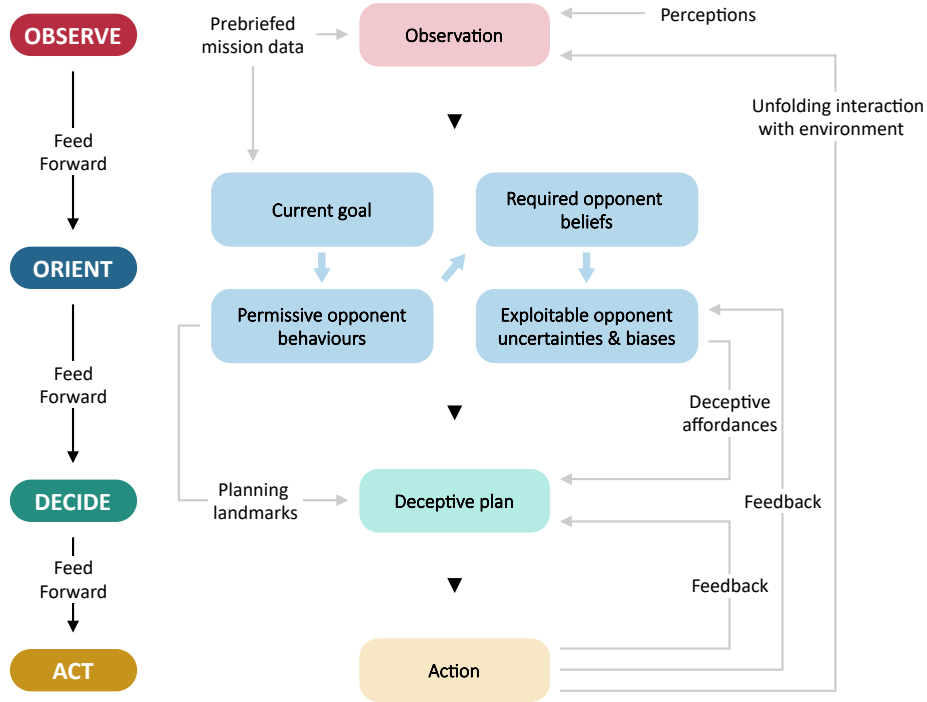 OBSERVE
Prebriefed
mission data
Observation
Perceptions
Unfolding interaction
with environment
Feed
Forward
Current goal
Required opponent
beliefs
ORIENT
Permissive opponent
behaviours
Exploitable opponent
uncertainties & biases
Feed
Forward
Deceptive
affordances
DECIDE
Planning
landmarks
Deceptive plan
Feedback
Feed
Forward
Feedback
ACT
Action